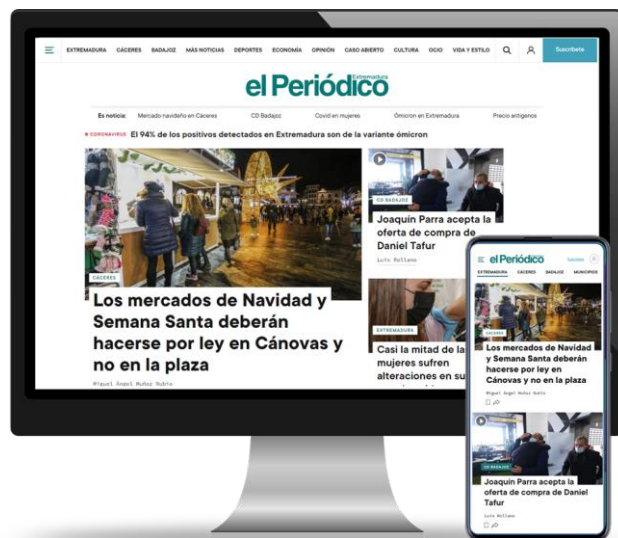 EXTREMADURA CÁCERES BADAJOZ MÁS NOTICIAS DEPORTES ECONOMÍA OPINIÓN CASO ABIERTO CULTURA OCIO VIDA Y ESTILO Suscríbete
el Periódico
Extremadura
Es noticia: Mercado navideño en Cáceres CD Badajoz Covid en mujeres Ómicron en Extremadura Precio antígenos
CORONAVIRUS El 94% de los positivos detectados en Extremadura son de la variante ómicron
CÁCERES
Los mercados de Navidad y
Semana Santa deberán
hacerse por ley en Cánovas y
no en la plaza
Miguel Ángel Muñoz Rubio
CD BADAJOZ
Joaquín Parra acepta la
oferta de compra de
Daniel Tafur
Luis Rollano
EXTREMADURA
Casi la mitad de las
mujeres sufren
alteraciones en su
el Periódico
EXTREMADURA CÁCERES BADAJOZ MUNICIPIOS
CÁCERES
Los mercados de Navidad
y Semana Santa deberán
hacerse por ley en
Cánovas y no en la plaza
Miguel Ángel Muñoz Rubio
CD BADAJOZ
Joaquín Parra acepta la
oferta de compra de Daniel
Tafur
Luis Rollano